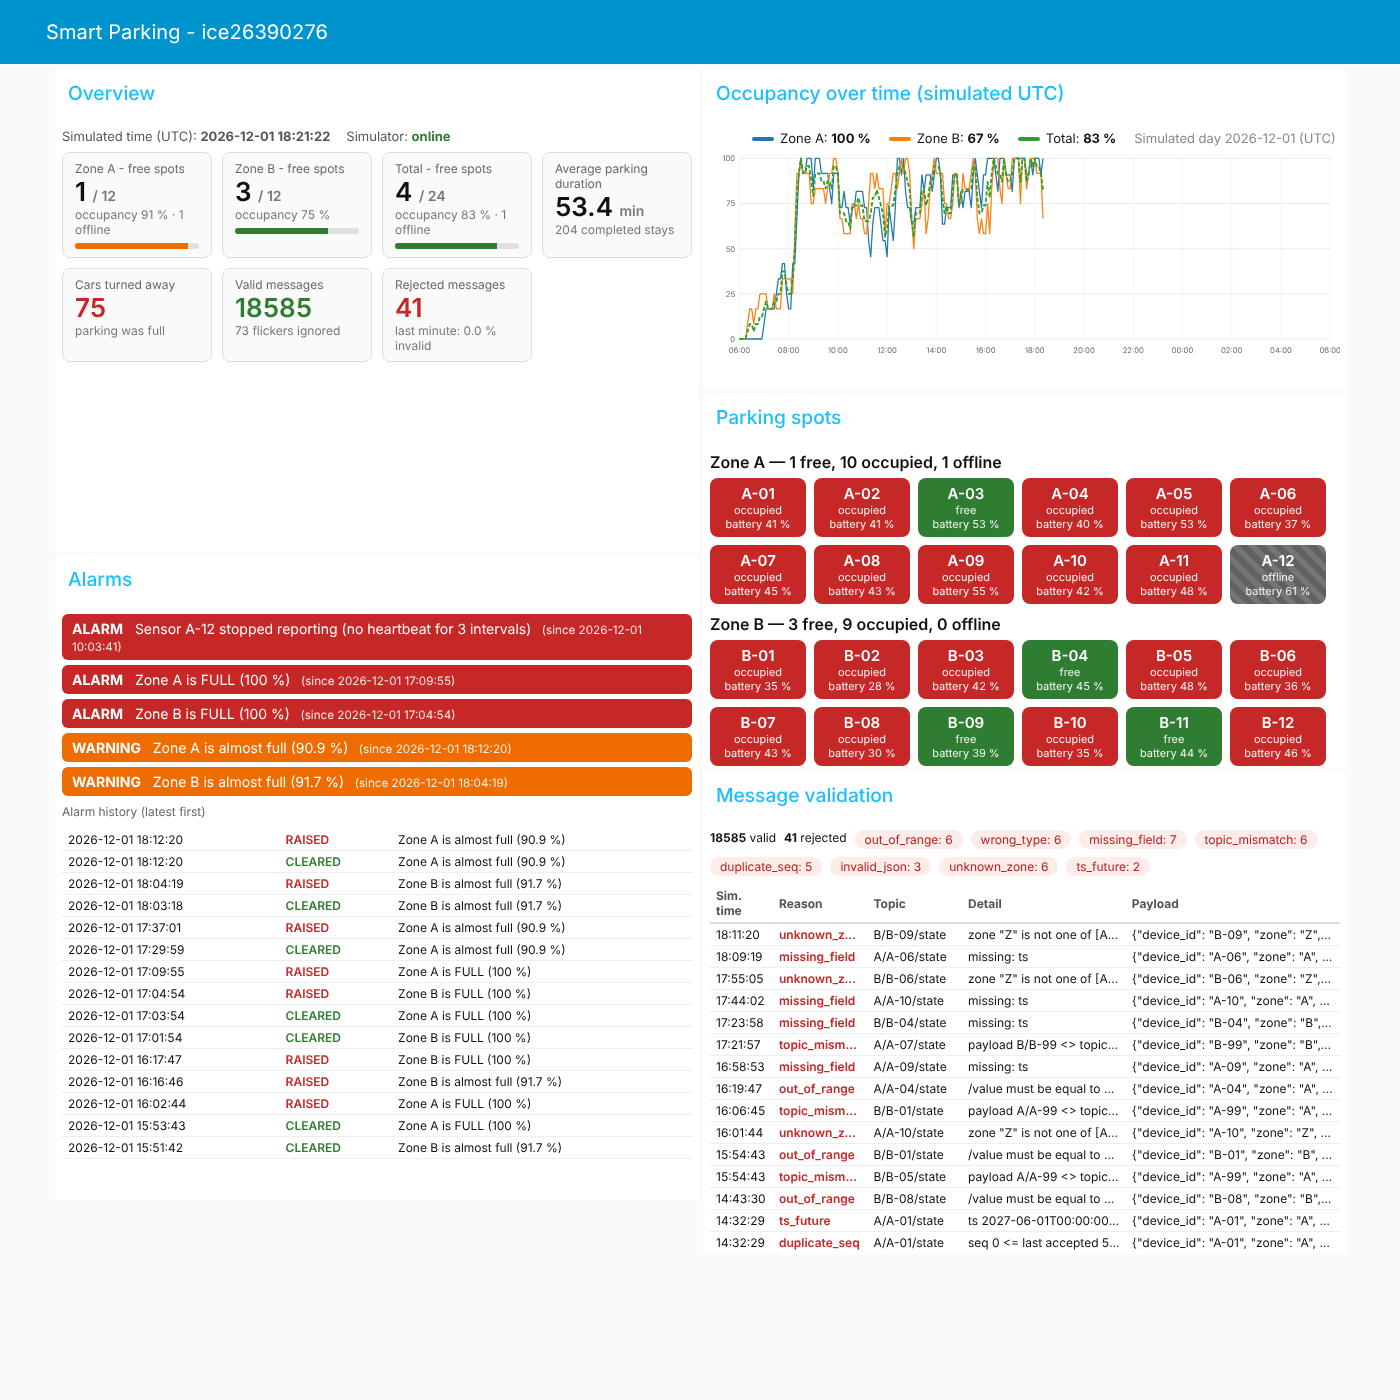 Smart Parking - ice26390276
Overview
Simulated time (UTC): 2026-12-01 18:21:22 Simulator: online
Zone A - free spots
1 / 12
occupancy 91 % · 1
offline
Zone B - free spots
3 / 12
occupancy 75 %
Total - free spots
4 / 24
occupancy 83 % · 1
offline
Average parking
duration
53.4 min
204 completed stays
Cars turned away
75
parking was full
Valid messages
18585
73 flickers ignored
Rejected messages
41
last minute: 0.0 %
invalid
Alarms
ALARM Sensor A-12 stopped reporting (no heartbeat for 3 intervals) (since 2026-12-01
10:03:41)
ALARM Zone A is FULL (100 %) (since 2026-12-01 17:09:55)
ALARM Zone B is FULL (100 %) (since 2026-12-01 17:04:54)
WARNING Zone A is almost full (90.9 %) (since 2026-12-01 18:12:20)
WARNING Zone B is almost full (91.7 %) (since 2026-12-01 18:04:19)
Alarm history (latest first)
2026-12-01 18:12:20 RAISED Zone A is almost full (90.9 %)
2026-12-01 18:12:20 CLEARED Zone A is almost full (90.9 %)
2026-12-01 18:04:19 RAISED Zone B is almost full (91.7 %)
2026-12-01 18:03:18 CLEARED Zone B is almost full (91.7 %)
2026-12-01 17:37:01 RAISED Zone A is almost full (90.9 %)
2026-12-01 17:29:59 CLEARED Zone A is almost full (90.9 %)
2026-12-01 17:09:55 RAISED Zone A is FULL (100 %)
2026-12-01 17:04:54 RAISED Zone B is FULL (100 %)
2026-12-01 17:03:54 CLEARED Zone A is FULL (100 %)
2026-12-01 17:01:54 CLEARED Zone B is FULL (100 %)
2026-12-01 16:17:47 RAISED Zone B is FULL (100 %)
2026-12-01 16:16:46 RAISED Zone B is almost full (91.7 %)
2026-12-01 16:02:44 RAISED Zone A is FULL (100 %)
2026-12-01 15:53:43 CLEARED Zone A is FULL (100 %)
2026-12-01 15:51:42 CLEARED Zone B is almost full (91.7 %)
Occupancy over time (simulated UTC)
Zone A: 100 % Zone B: 67 % Total: 83 % Simulated day 2026-12-01 (UTC)
100
75
50
25
0
06:00 08:00 10:00 12:00 14:00 16:00 18:00 20:00 22:00 00:00 02:00 04:00 06:00
Parking spots
Zone A — 1 free, 10 occupied, 1 offline
A-01 A-02 A-03 A-04 A-05 A-06
occupied occupied free occupied occupied occupied
battery 41 % battery 41 % battery 53 % battery 40 % battery 53 % battery 37 %
A-07 A-08 A-09 A-10 A-11 A-12
occupied occupied occupied occupied occupied offline
battery 45 % battery 43 % battery 55 % battery 42 % battery 48 % battery 61 %
Zone B — 3 free, 9 occupied, 0 offline
B-01 B-02 B-03 B-04 B-05 B-06
occupied occupied occupied free occupied occupied
battery 35 % battery 28 % battery 42 % battery 45 % battery 48 % battery 36 %
B-07 B-08 B-09 B-10 B-11 B-12
occupied occupied free occupied free occupied
battery 43 % battery 30 % battery 39 % battery 35 % battery 44 % battery 46 %
Message validation
18585 valid 41 rejected out_of_range: 6 wrong_type: 6 missing_field: 7 topic_mismatch: 6
duplicate_seq: 5 invalid_json: 3 unknown_zone: 6 ts_future: 2
Sim.
time Reason Topic Detail Payload
18:11:20 unknown_z... B/B-09/state zone "Z" is not one of [A... {"device_id": "B-09", "zone": "Z",...
18:09:19 missing_field A/A-06/state missing: ts {"device_id": "A-06", "zone": "A", ...
17:55:05 unknown_z... B/B-06/state zone "Z" is not one of [A... {"device_id": "B-06", "zone": "Z",...
17:44:02 missing_field A/A-10/state missing: ts {"device_id": "A-10", "zone": "A", ...
17:23:58 missing_field B/B-04/state missing: ts {"device_id": "B-04", "zone": "B",...
17:21:57 topic_mism... A/A-07/state payload B/B-99 <> topic... {"device_id": "B-99", "zone": "B",...
16:58:53 missing_field A/A-09/state missing: ts {"device_id": "A-09", "zone": "A", ...
16:19:47 out_of_range A/A-04/state /value must be equal to ... {"device_id": "A-04", "zone": "A", ...
16:06:45 topic_mism... B/B-01/state payload A/A-99 <> topic... {"device_id": "A-99", "zone": "A", ...
16:01:44 unknown_z... A/A-10/state zone "Z" is not one of [A... {"device_id": "A-10", "zone": "Z", ...
15:54:43 out_of_range B/B-01/state /value must be equal to ... {"device_id": "B-01", "zone": "B", ...
15:54:43 topic_mism... B/B-05/state payload A/A-99 <> topic... {"device_id": "A-99", "zone": "A", ...
14:43:30 out_of_range B/B-08/state /value must be equal to ... {"device_id": "B-08", "zone": "B",...
14:32:29 ts_future A/A-01/state ts 2027-06-01T00:00:00... {"device_id": "A-01", "zone": "A", ...
14:32:29 duplicate_seq A/A-01/state seq 0 <= last accepted 5... {"device_id": "A-01", "zone": "A", ...